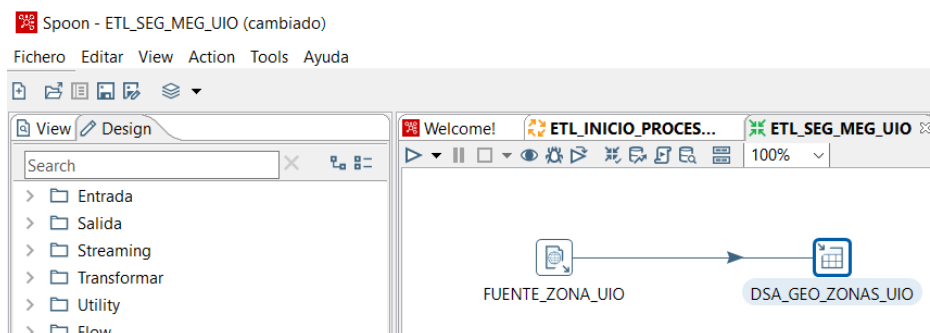 Spoon - ETL_SEG_MEG_UIO (cambiado)
Fichero Editar View Action Tools Ayuda
View Design
Welcome! ETL_INICIO_PROCES... ETL_SEG_MEG_UIO
Search
100%
Entrada
Salida
Streaming
Transformar
Utility
Flow
FUENTE_ZONA_UIO
DSA_GEO_ZONAS_UIO